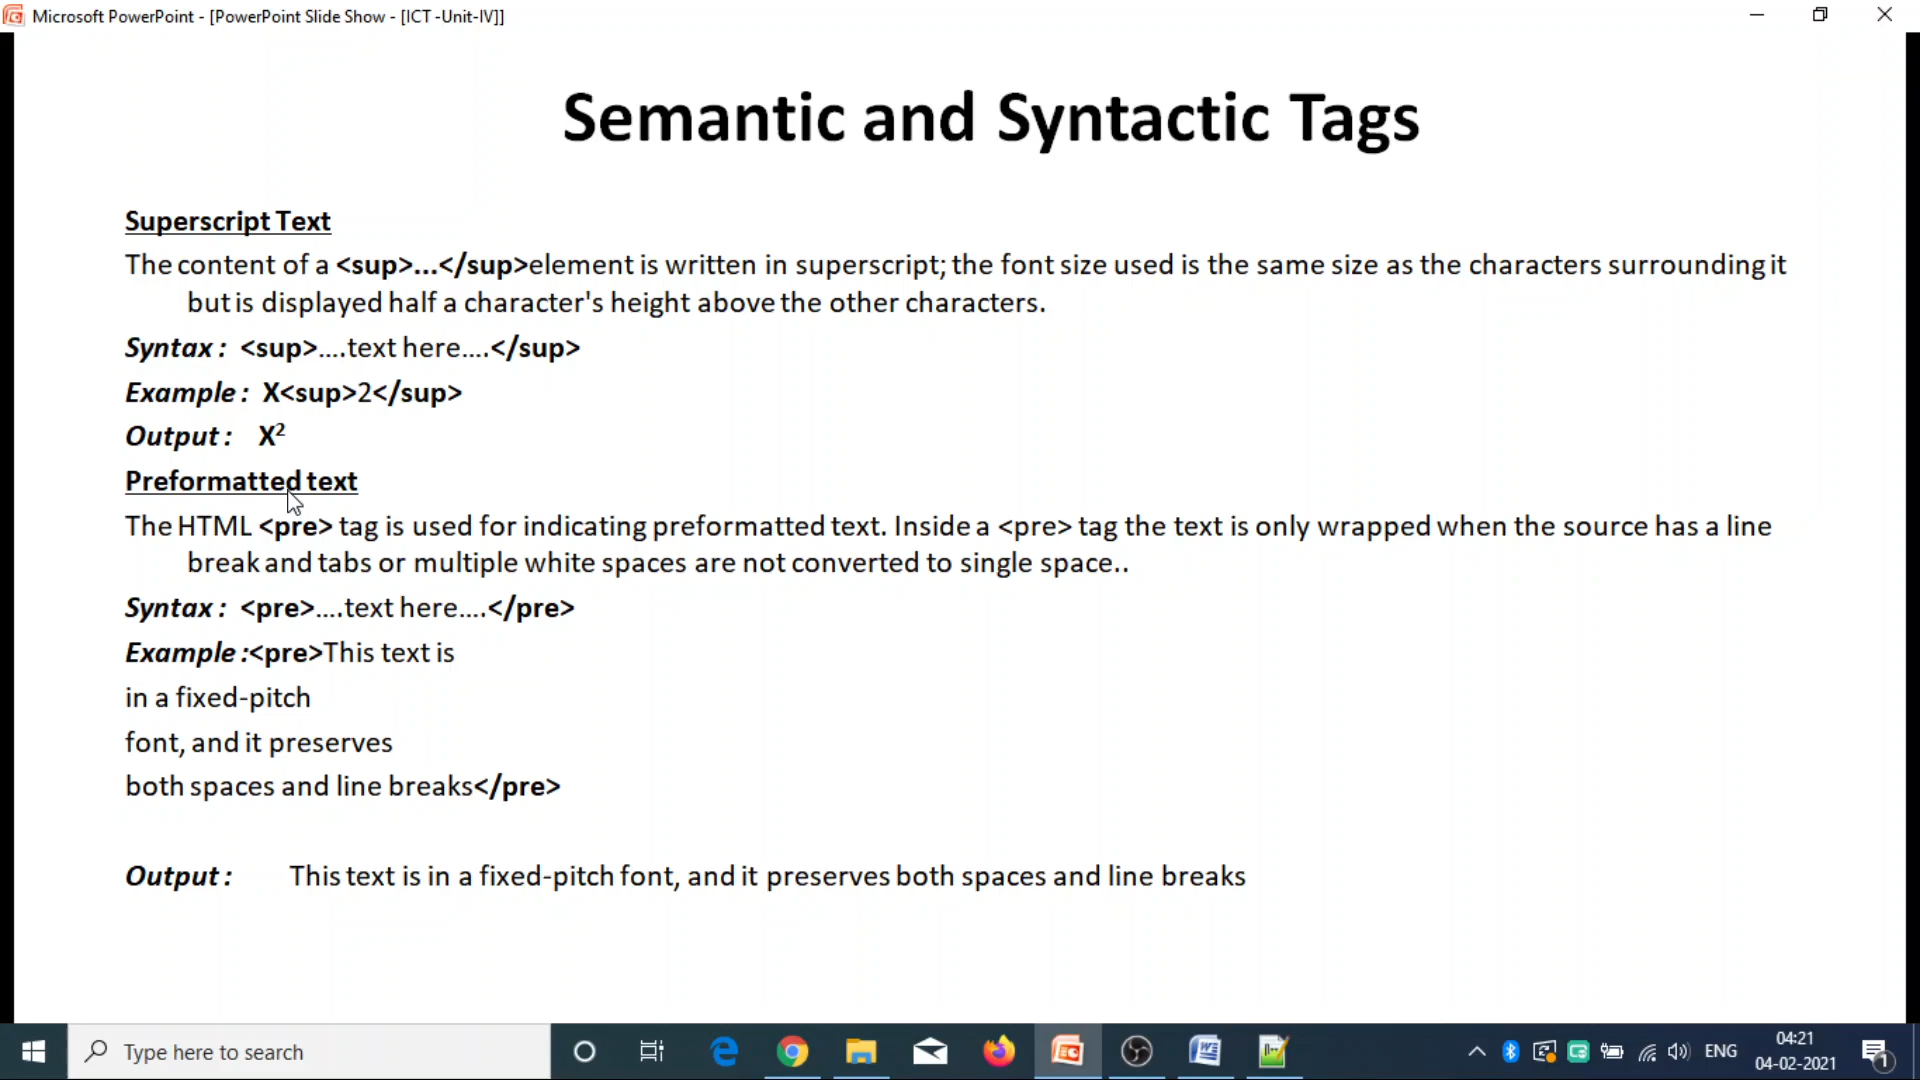 Microsoft PowerPoint - [PowerPoint Slide Show - [ICT -Unit-IV]]
Semantic and Syntactic Tags
Superscript Text
The content of a <sup>...</sup>element is written in superscript; the font size used is the same size as the characters surrounding it
but is displayed half a character's height above the other characters.
Syntax : <sup>....text here....</sup>
Example : X<sup>2</sup>
Output : X²
Preformatted text
The HTML <pre> tag is used for indicating preformatted text. Inside a <pre> tag the text is only wrapped when the source has a line
break and tabs or multiple white spaces are not converted to single space..
Syntax : <pre>....text here....</pre>
Example :<pre>This text is
in a fixed-pitch
font, and it preserves
both spaces and line breaks</pre>
Output : This text is in a fixed-pitch font, and it preserves both spaces and line breaks
Type here to search
ENG
04:21
04-02-2021
1